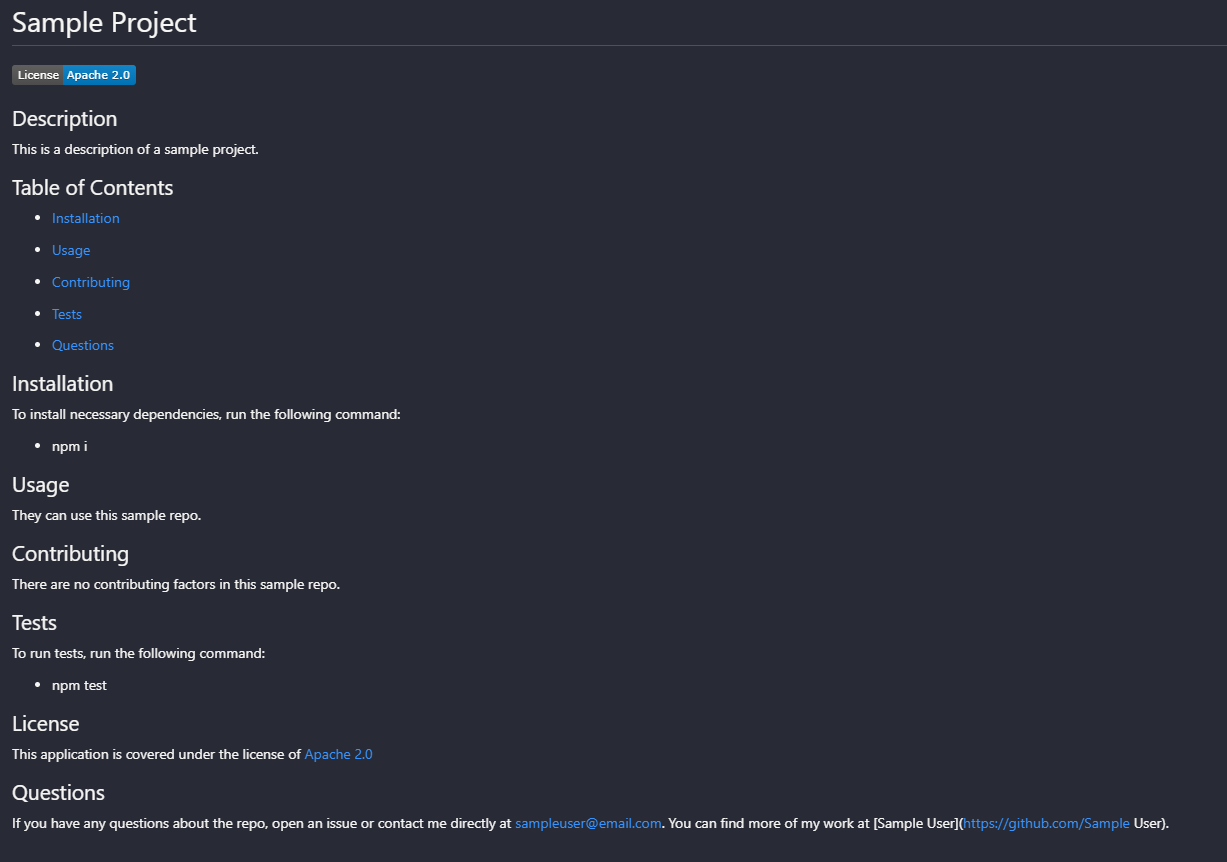 Sample Project
License Apache 2.0
Description
This is a description of a sample project.
Table of Contents
Installation
Usage
Contributing
Tests
Questions
Installation
To install necessary dependencies, run the following command:
npm i
Usage
They can use this sample repo.
Contributing
There are no contributing factors in this sample repo.
Tests
To run tests, run the following command:
npm test
License
This application is covered under the license of Apache 2.0
Questions
If you have any questions about the repo, open an issue or contact me directly at sampleuser@email.com. You can find more of my work at [Sample User](https://github.com/Sample User).